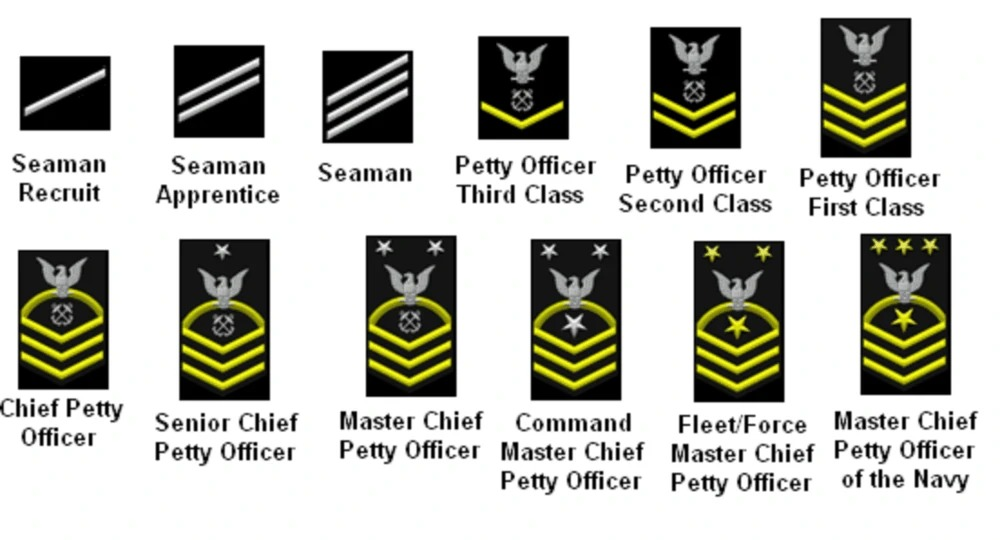 Seaman
Recruit
Seaman
Apprentice
Seaman
Petty Officer
Third Class
Petty Officer
Second Class
Petty Officer
First Class
Chief Petty
Officer
Senior Chief
Petty Officer
Master Chief
Petty Officer
Command
Master Chief
Petty Officer
Fleet/Force
Master Chief
Petty Officer
Master Chief
Petty Officer
of the Navy